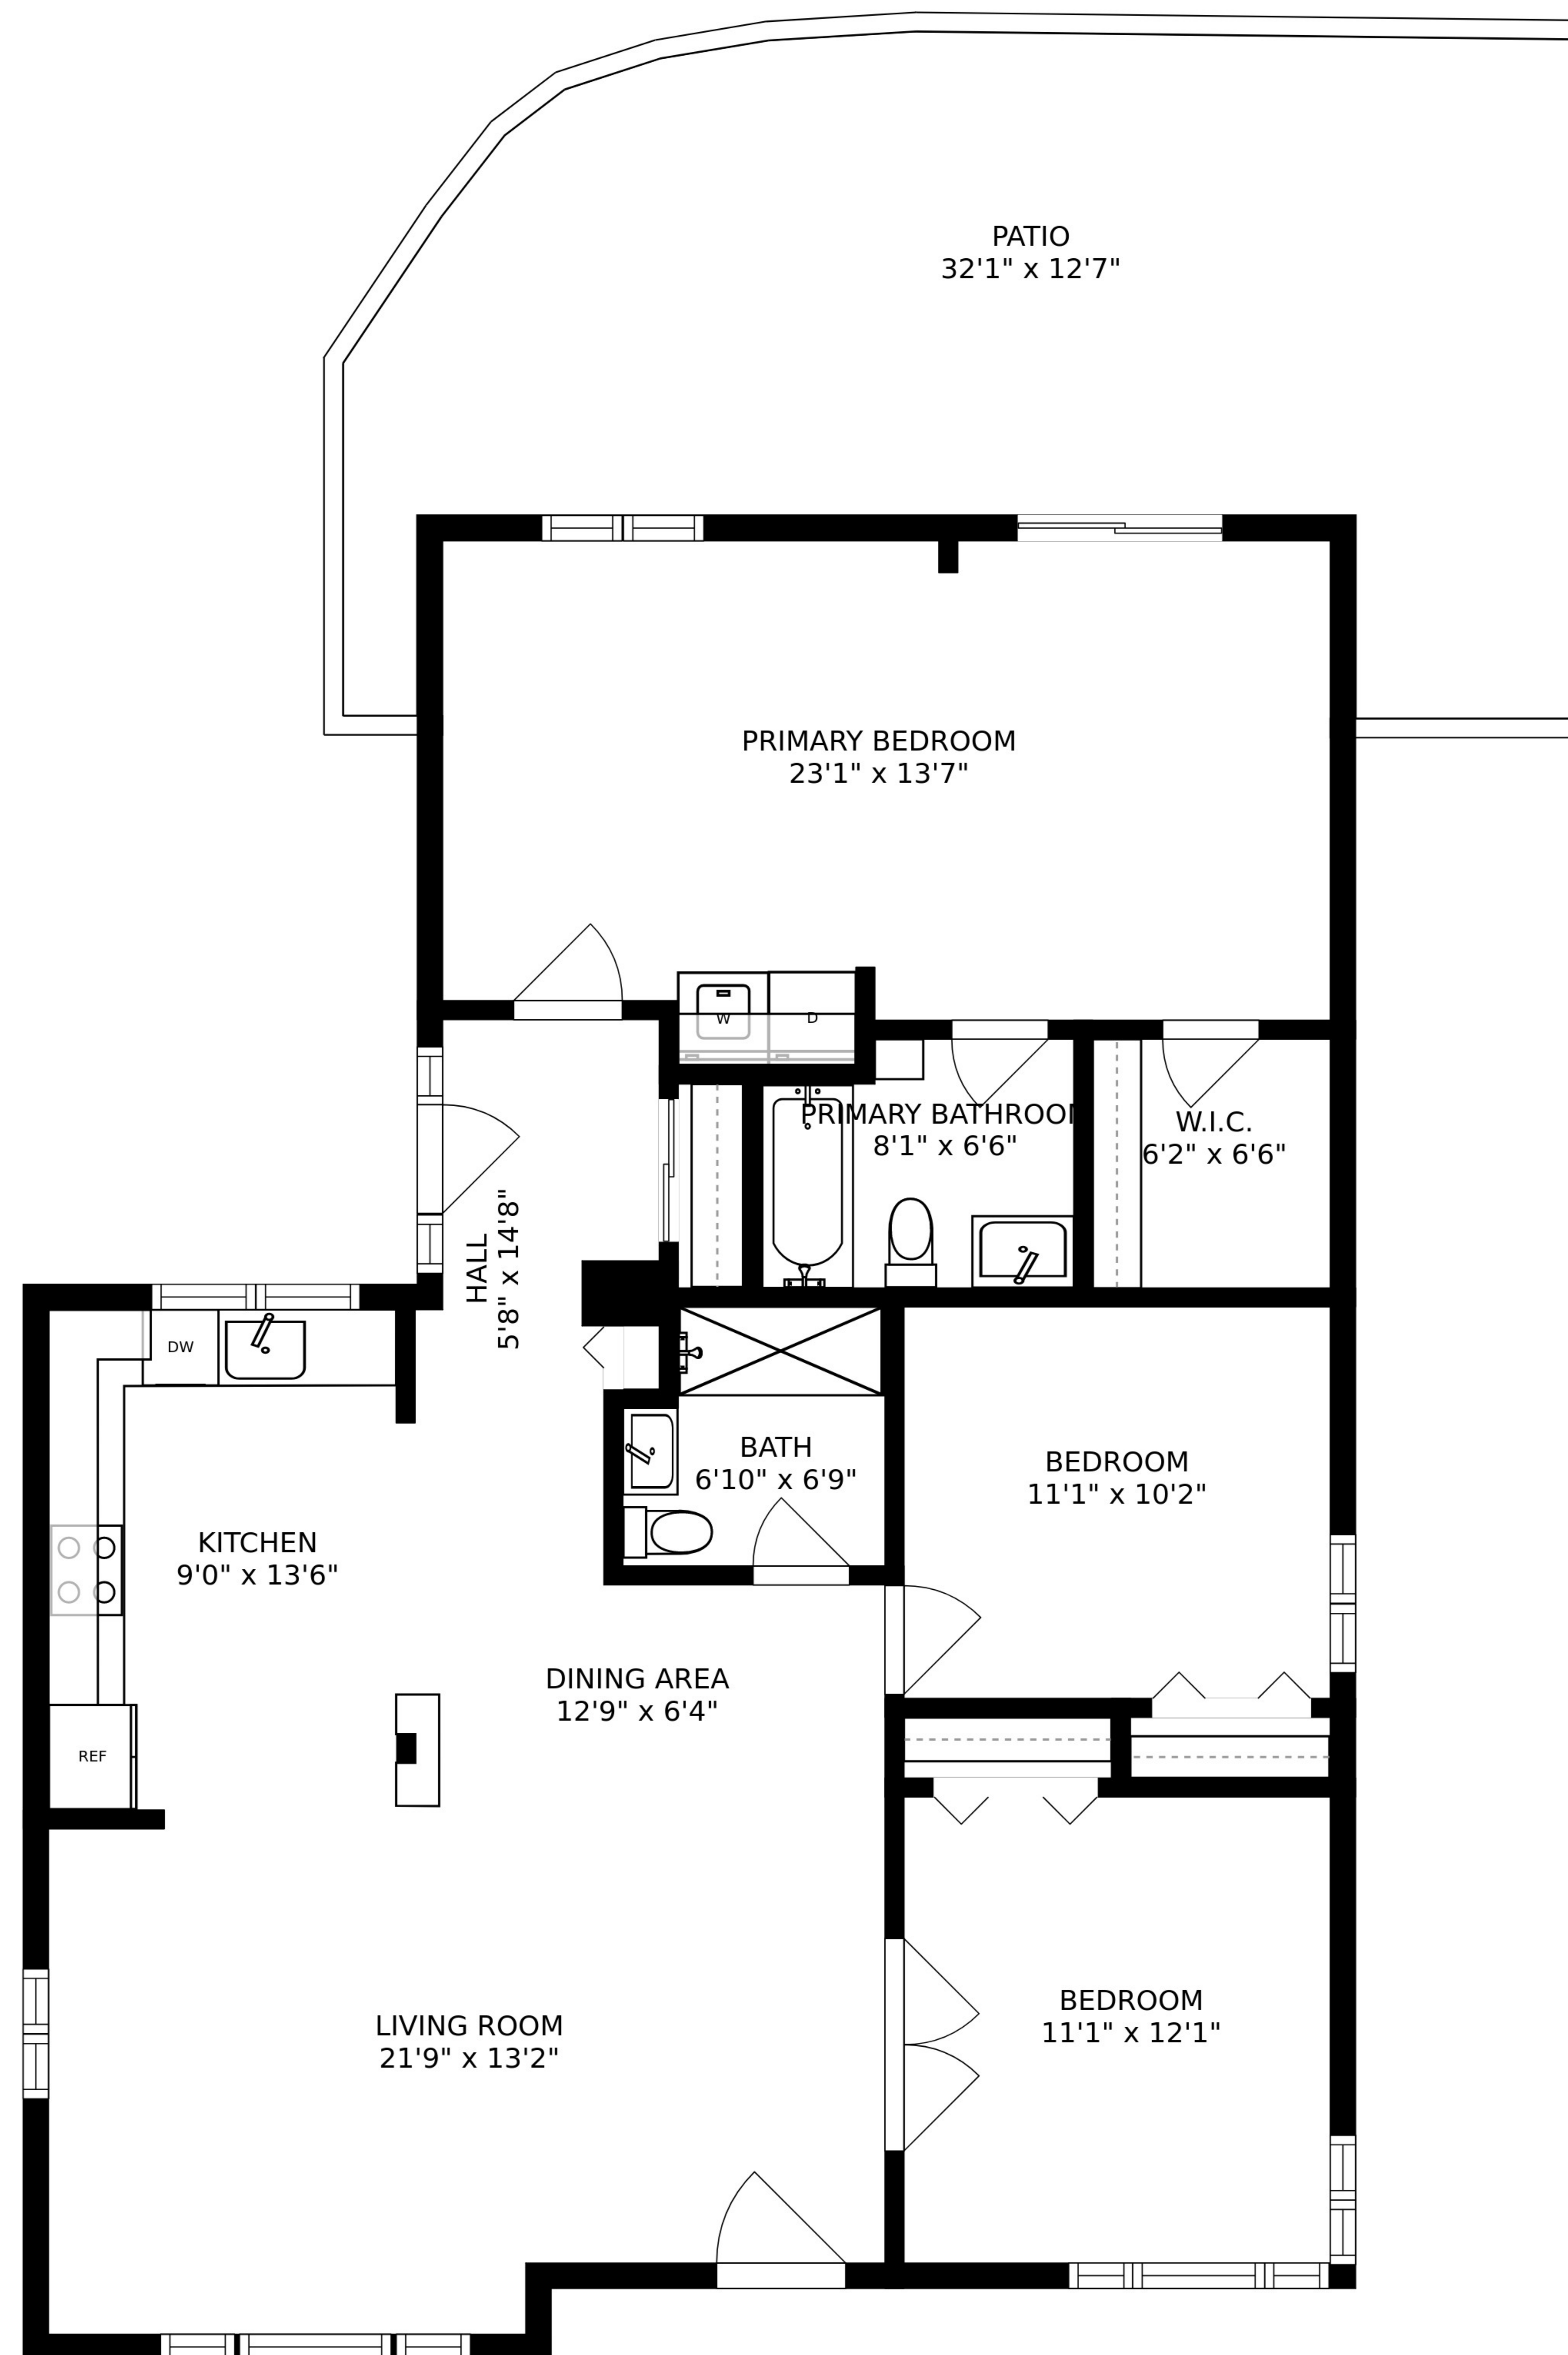 PATIO
32'1" x 12'7"
PRIMARY BEDROOM
23'1" x 13'7"
W
D
PRIMARY BATHROOM
8'1" x 6'6"
W.I.C.
6'2" x 6'6"
HALL
5'8" x 14'8"
DW
BATH
6'10" x 6'9"
BEDROOM
11'1" x 10'2"
KITCHEN
9'0" x 13'6"
DINING AREA
12'9" x 6'4"
REF
BEDROOM
11'1" x 12'1"
LIVING ROOM
21'9" x 13'2"